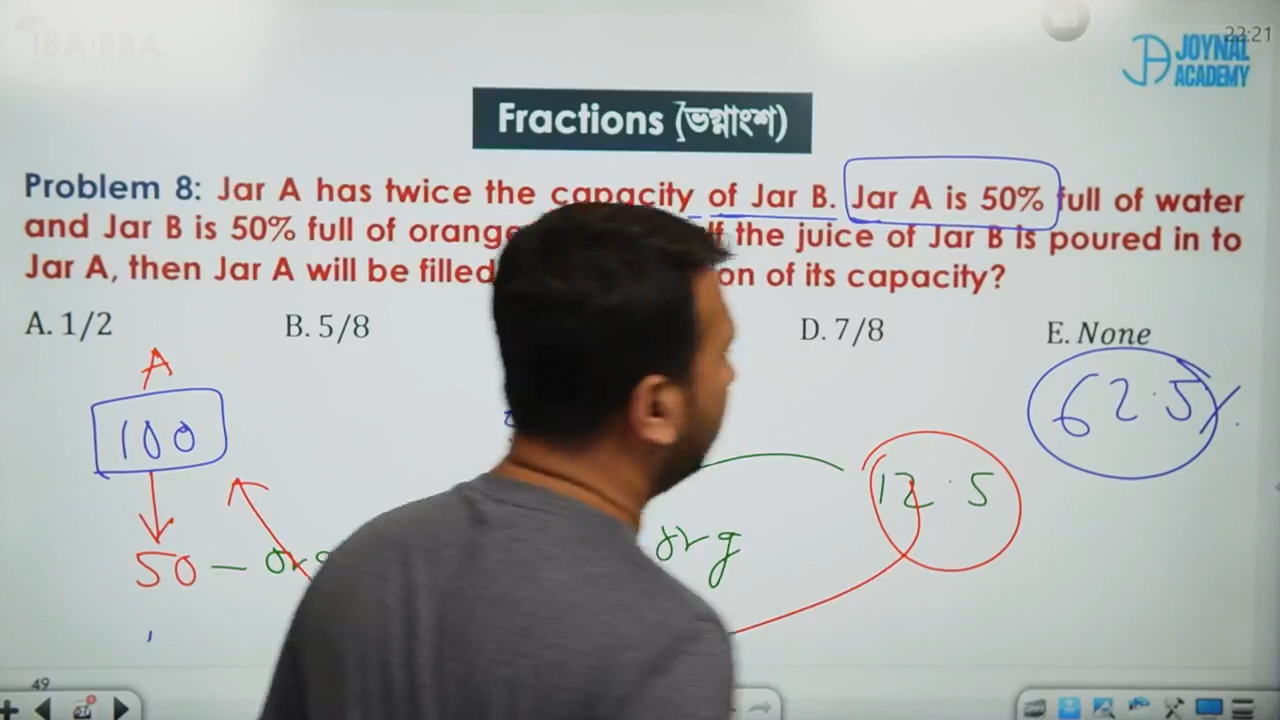 IBA BBA
22:21
JOYNAL
ACADEMY
Fractions (ভগ্নাংশ)
Problem 8: Jar A has twice the capacity of Jar B. Jar A is 50% full of water
and Jar B is 50% full of orange the juice of Jar B is poured in to
Jar A, then Jar A will be filled of its capacity?
A. 1/2 B. 5/8 D. 7/8 E. None
A
100 62.5%
12.5
50 – org
49